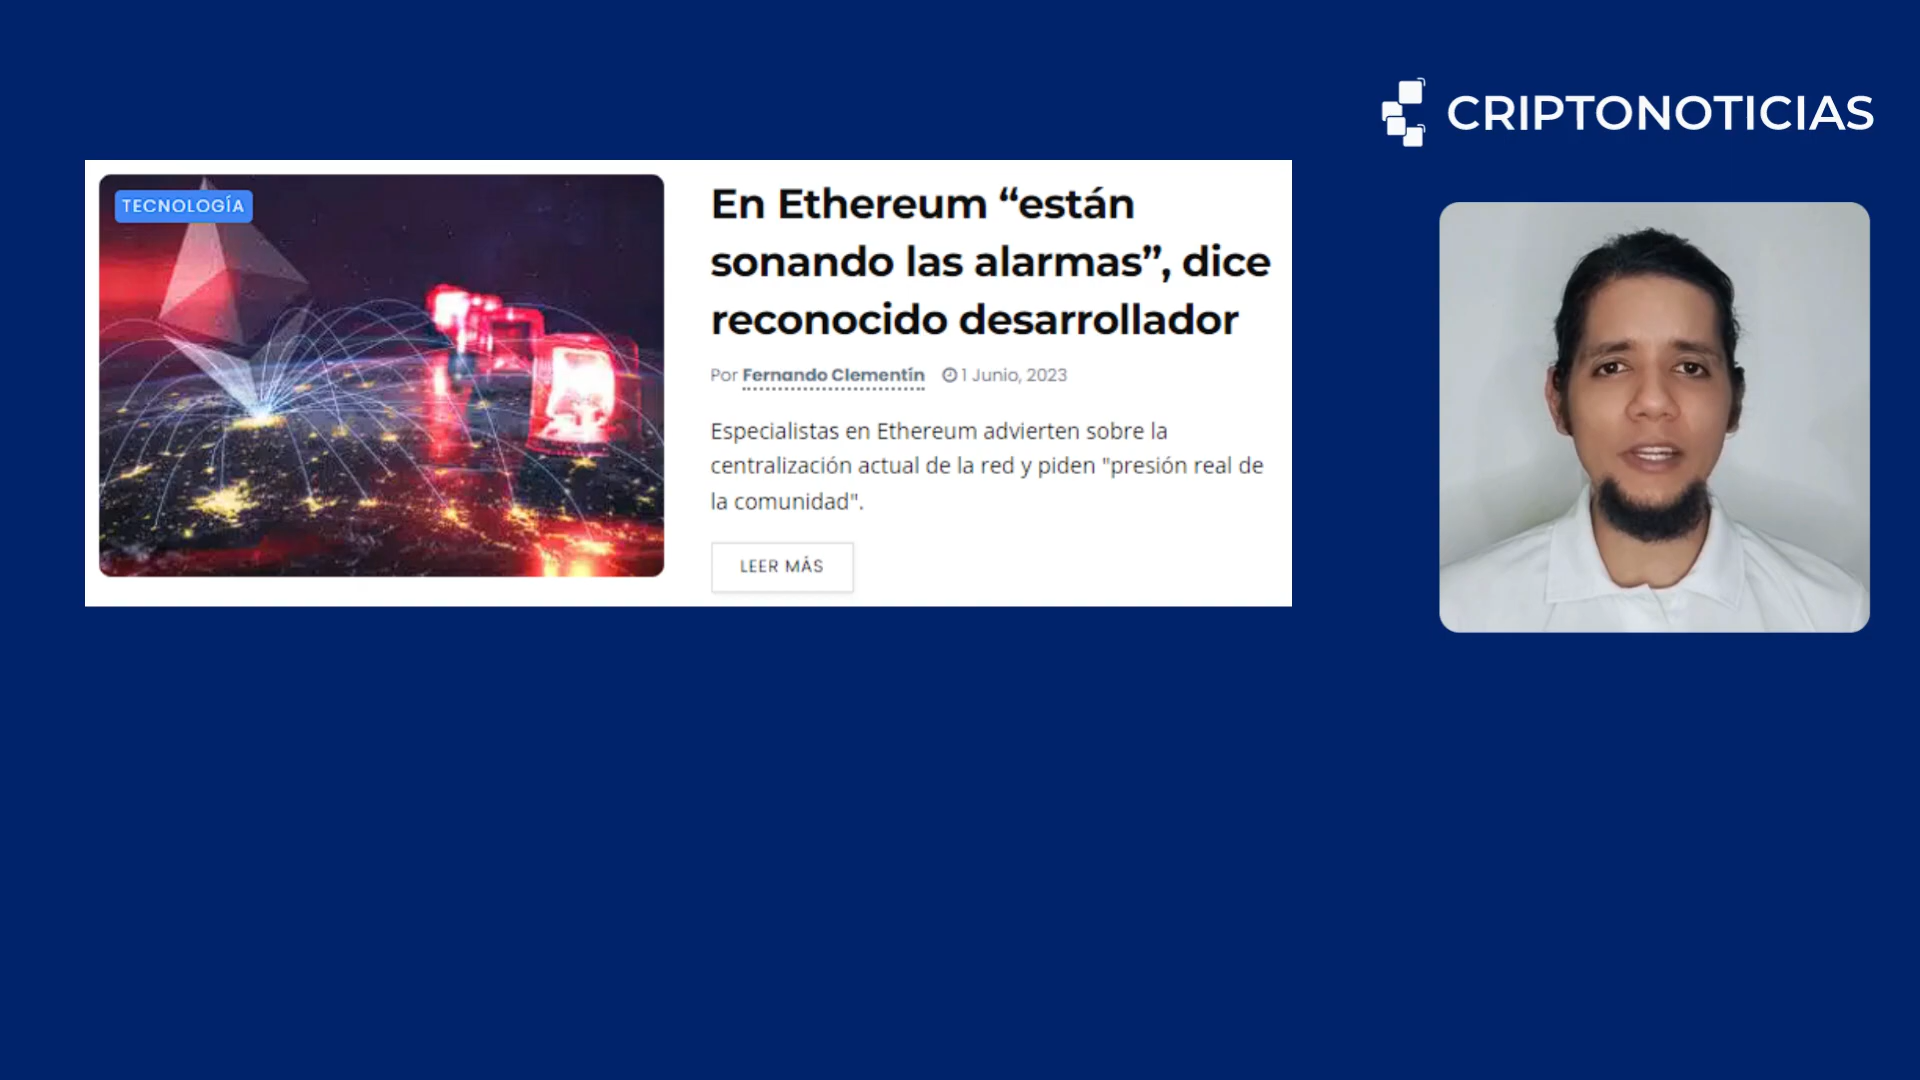 CRIPTONOTICIAS
TECNOLOGÍA
En Ethereum “están
sonando las alarmas”, dice
reconocido desarrollador
Por Fernando Clementín 1 Junio, 2023
Especialistas en Ethereum advierten sobre la
centralización actual de la red y piden "presión real de
la comunidad".
LEER MÁS